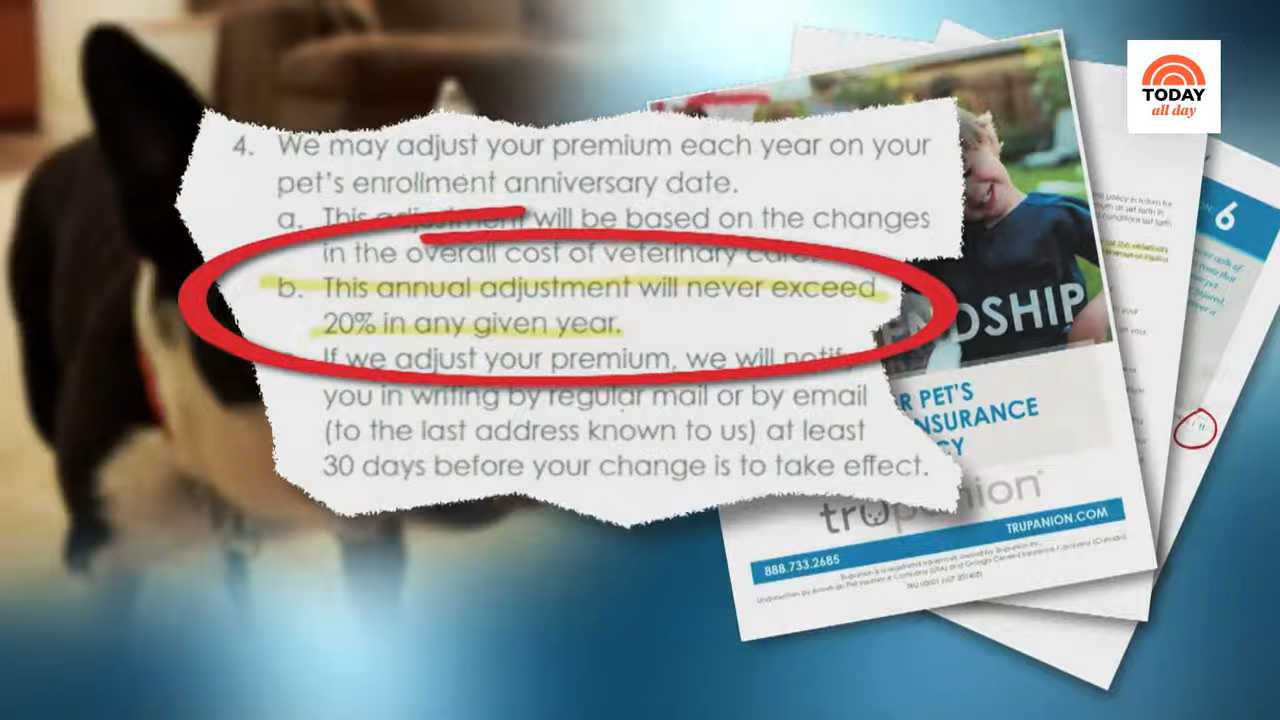 4. We may adjust your premium each year on your
pet's enrollment anniversary date.
a. This adjustment will be based on the changes
in the overall cost of veterinary care.
b. This annual adjustment will never exceed
20% in any given year.
If we adjust your premium, we will notify
you in writing by regular mail or by email
(to the last address known to us) at least
30 days before your change is to take effect.
TODAY
all day
6
NDSHIP
R PET'S
NSURANCE
CY
trupanion
TRUPANION.COM
888.733.2685